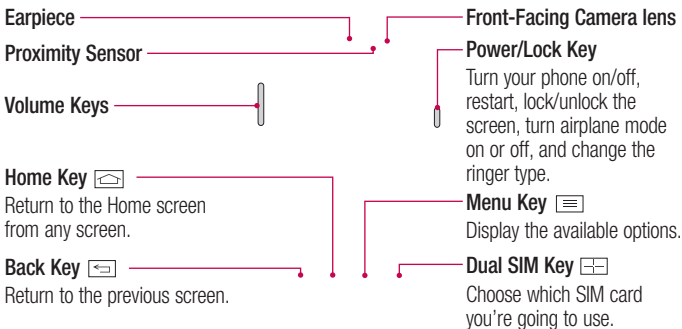 Earpiece
Proximity Sensor
Volume Keys
Home Key
Return to the Home screen
from any screen.
Back Key
Return to the previous screen.
Front-Facing Camera lens
Power/Lock Key
Turn your phone on/off,
restart, lock/unlock the
screen, turn airplane mode
on or off, and change the
ringer type.
Menu Key
Display the available options.
Dual SIM Key
Choose which SIM card
you're going to use.